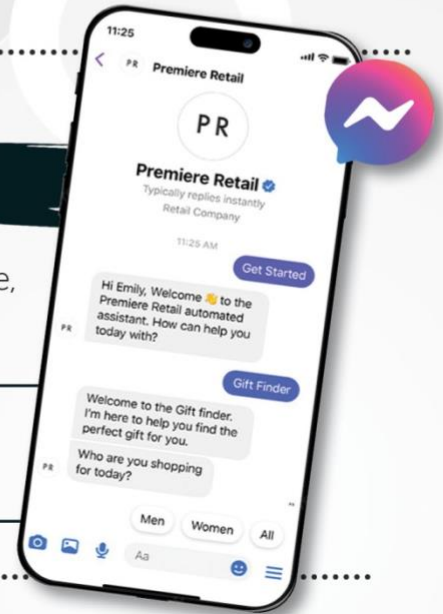 11:25
PR Premiere Retail
PR
Premiere Retail
Typically replies instantly
Retail Company
11:25 AM
Get Started
Hi Emily, Welcome 👋 to the
Premiere Retail automated
assistant. How can help you
today with?
PR
Gift Finder
Welcome to the Gift finder.
I'm here to help you find the
perfect gift for you.
Who are you shopping
for today?
PR
Men Women All
Aa
e,